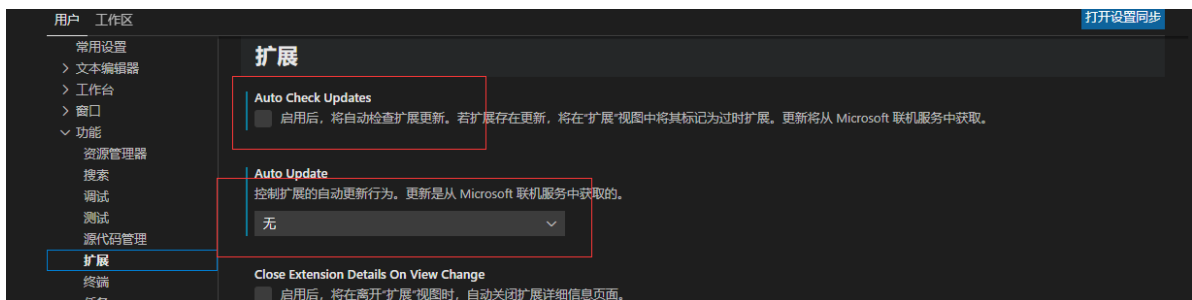 用户 工作区
打开设置同步
常用设置
文本编辑器
工作台
窗口
功能
资源管理器
搜索
调试
测试
源代码管理
扩展
终端
扩展
Auto Check Updates
启用后，将自动检查扩展更新。若扩展存在更新，将在"扩展"视图中将其标记为过时扩展。更新将从 Microsoft 联机服务中获取。
Auto Update
控制扩展的自动更新行为。更新是从 Microsoft 联机服务中获取的。
无
Close Extension Details On View Change
启用后，将在离开"扩展"视图时，自动关闭扩展详细信息页面。